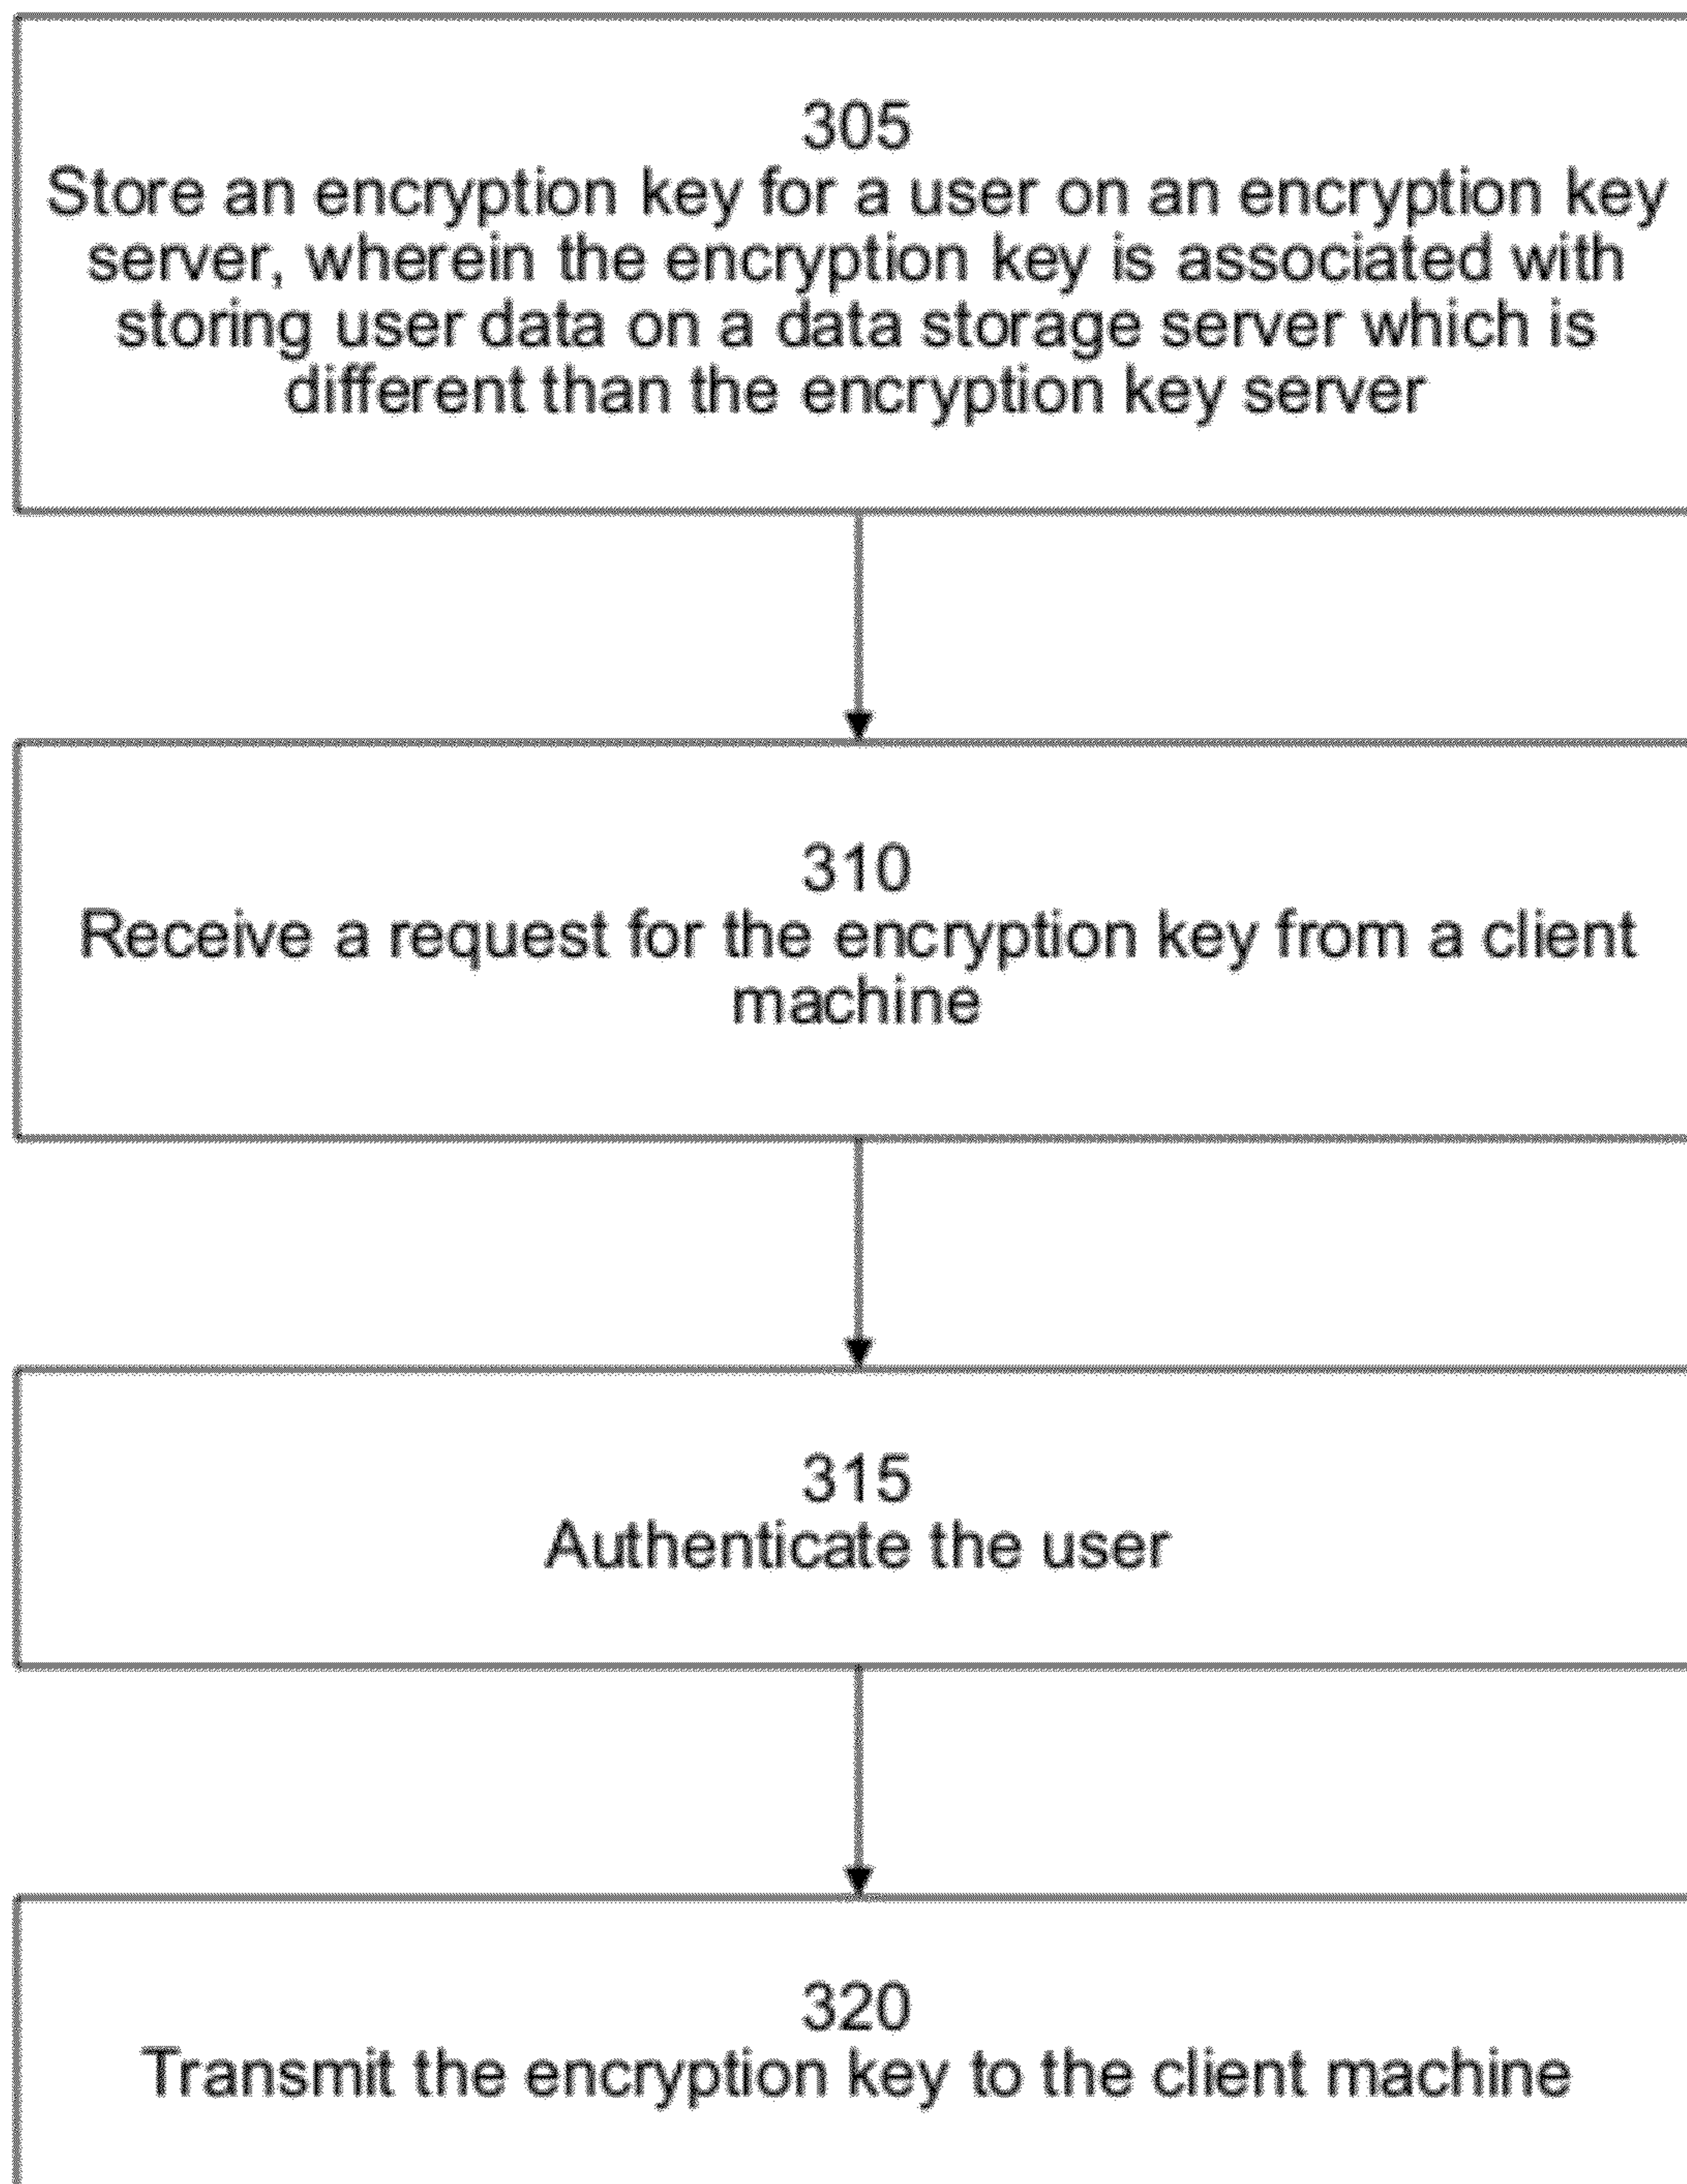 305
Store an encryption key for a user on an encryption key
server, wherein the encryption key is associated with
storing user data on a data storage server which is
different than the encryption key server
310
Receive a request for the encryption key from a client
machine
315
Authenticate the user
320
Transmit the encryption key to the client machine